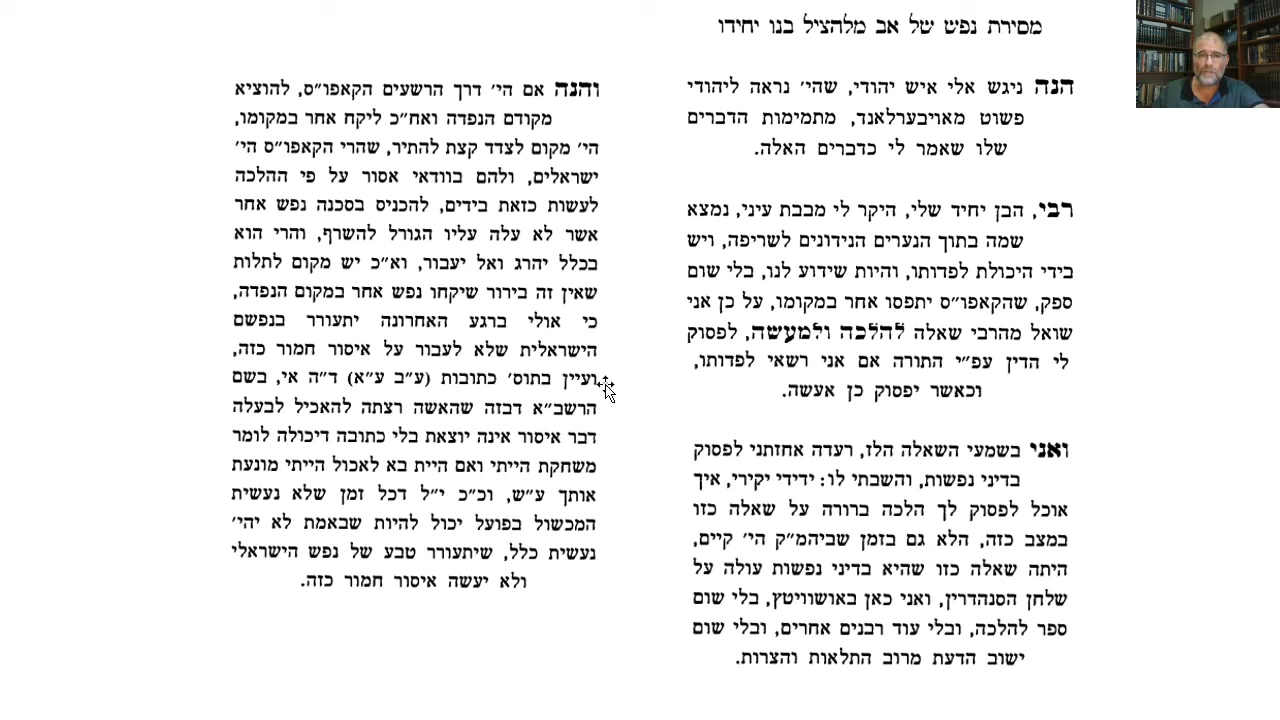 מסירת נפש של אב מלהציל בנו יחידו
הנה ניגש אלי איש יהודי, שהי׳ נראה ליהודי
פשוט מאויבערלאנד, מתמימות הדברים
שלו שאמר לי כדברים האלה.
רבי, הבן יחיד שלי, היקר לי מבבת עיני, נמצא
שמה בתוך הנערים הנידונים לשריפה, ויש
בידי היכולת לפדותו, והיות שידוע לנו, בלי שום
ספק, שהקאפו״ס יתפסו אחר במקומו, על כן אני
שואל מהרבי שאלה להלכה ולמעשה, לפסוק
לי הדין עפ״י התורה אם אני רשאי לפדותו,
וכאשר יפסוק כן אעשה.
ואני בשמעי השאלה הלז, רעדה אחזתני לפסוק
בדיני נפשות, והשבתי לו: ידידי יקירי, איך
אוכל לפסוק לך הלכה ברורה על שאלה כזו
במצב כזה, הלא גם בזמן שביהמ״ק הי׳ קיים,
היתה שאלה כזו שהיא בדיני נפשות עולה על
שלחן הסנהדרין, ואני כאן באושוויטץ, בלי שום
ספר להלכה, ובלי עוד רבנים אחרים, ובלי שום
ישוב הדעת מרוב התלאות והצרות.
והנה אם הי׳ דרך הרשעים הקאפו״ס, להוציא
מקודם הנפדה ואח״כ ליקח אחר במקומו,
הי׳ מקום לצדד קצת להתיר, שהרי הקאפו״ס הי׳
ישראלים, ולהם בוודאי אסור על פי ההלכה
לעשות כזאת בידים, להכניס בסכנה נפש אחר
אשר לא עלה עליו הגורל להשרף, והרי הוא
בכלל יהרג ואל יעבור, וא״כ יש מקום לתלות
שאין זה בירור שיקחו נפש אחר במקום הנפדה,
כי אולי ברגע האחרונה יתעורר בנפשם
הישראלית שלא לעבור על איסור חמור כזה,
ועיין בתוס׳ כתובות (ע״ב ע״א) ד״ה אי, בשם
הרשב״א דבזה שהאשה רצתה להאכיל לבעלה
דבר איסור אינה יוצאת בלי כתובה דיכולה לומר
משחקת הייתי ואם היית בא לאכול הייתי מונעת
אותך ע״ש, וכ״כ י״ל דכל זמן שלא נעשית
המכשול בפועל יכול להיות שבאמת לא יהי׳
נעשית כלל, שיתעורר טבע של נפש הישראלי
ולא יעשה איסור חמור כזה.